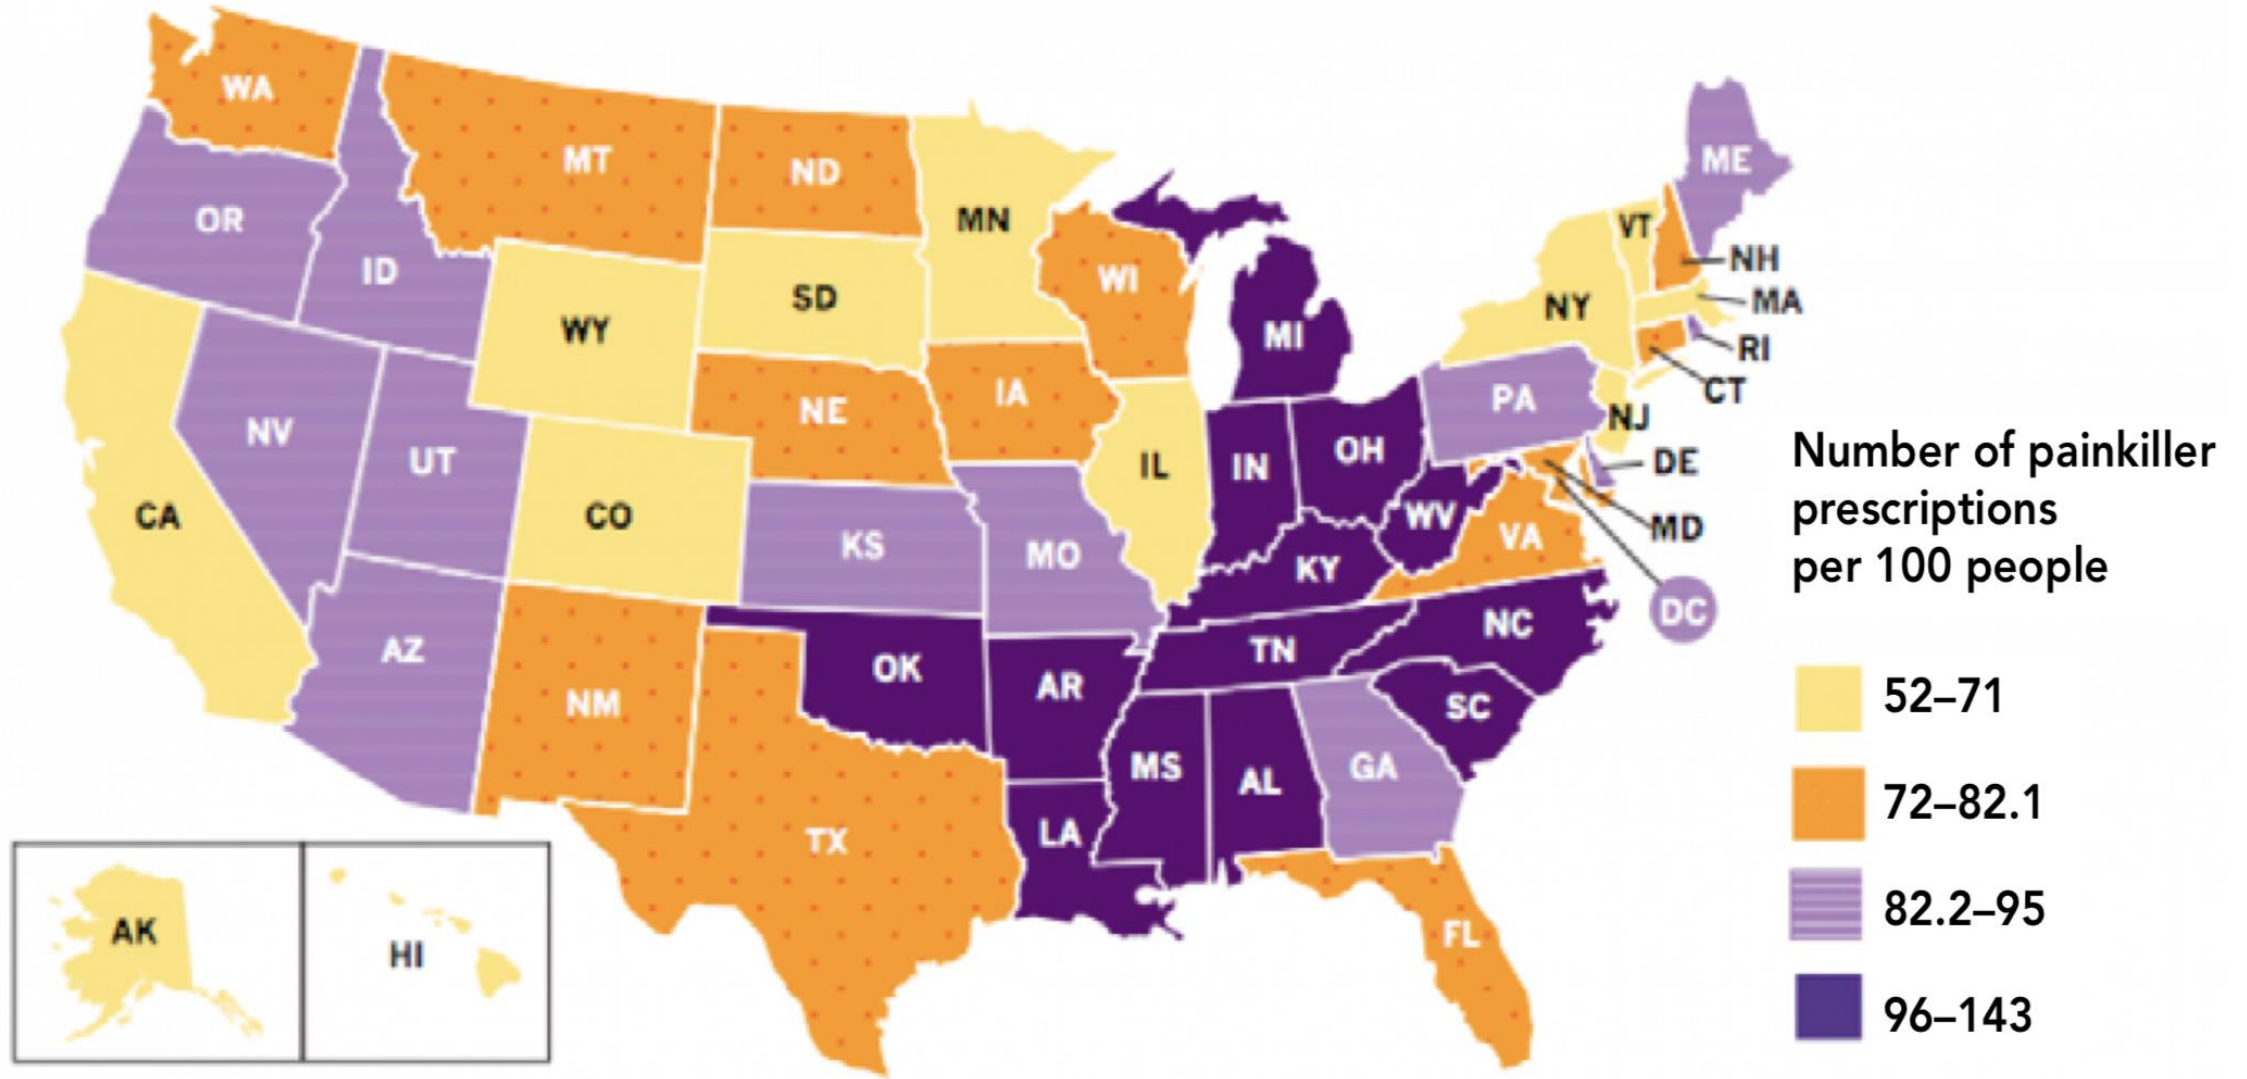 WA
MT
ND
MN
OR
ID
WY
SD
WI
MI
ME
VT
NH
NY
MA
RI
CT
NV
UT
CA
CO
NE
IA
IL
IN
OH
PA
NJ
DE
WV
VA
MD
KS
MO
KY
DC
AZ
NM
OK
AR
TN
NC
SC
MS
AL
GA
LA
TX
FL
AK
HI
Number of painkiller
prescriptions
per 100 people
52–71
72–82.1
82.2–95
96–143